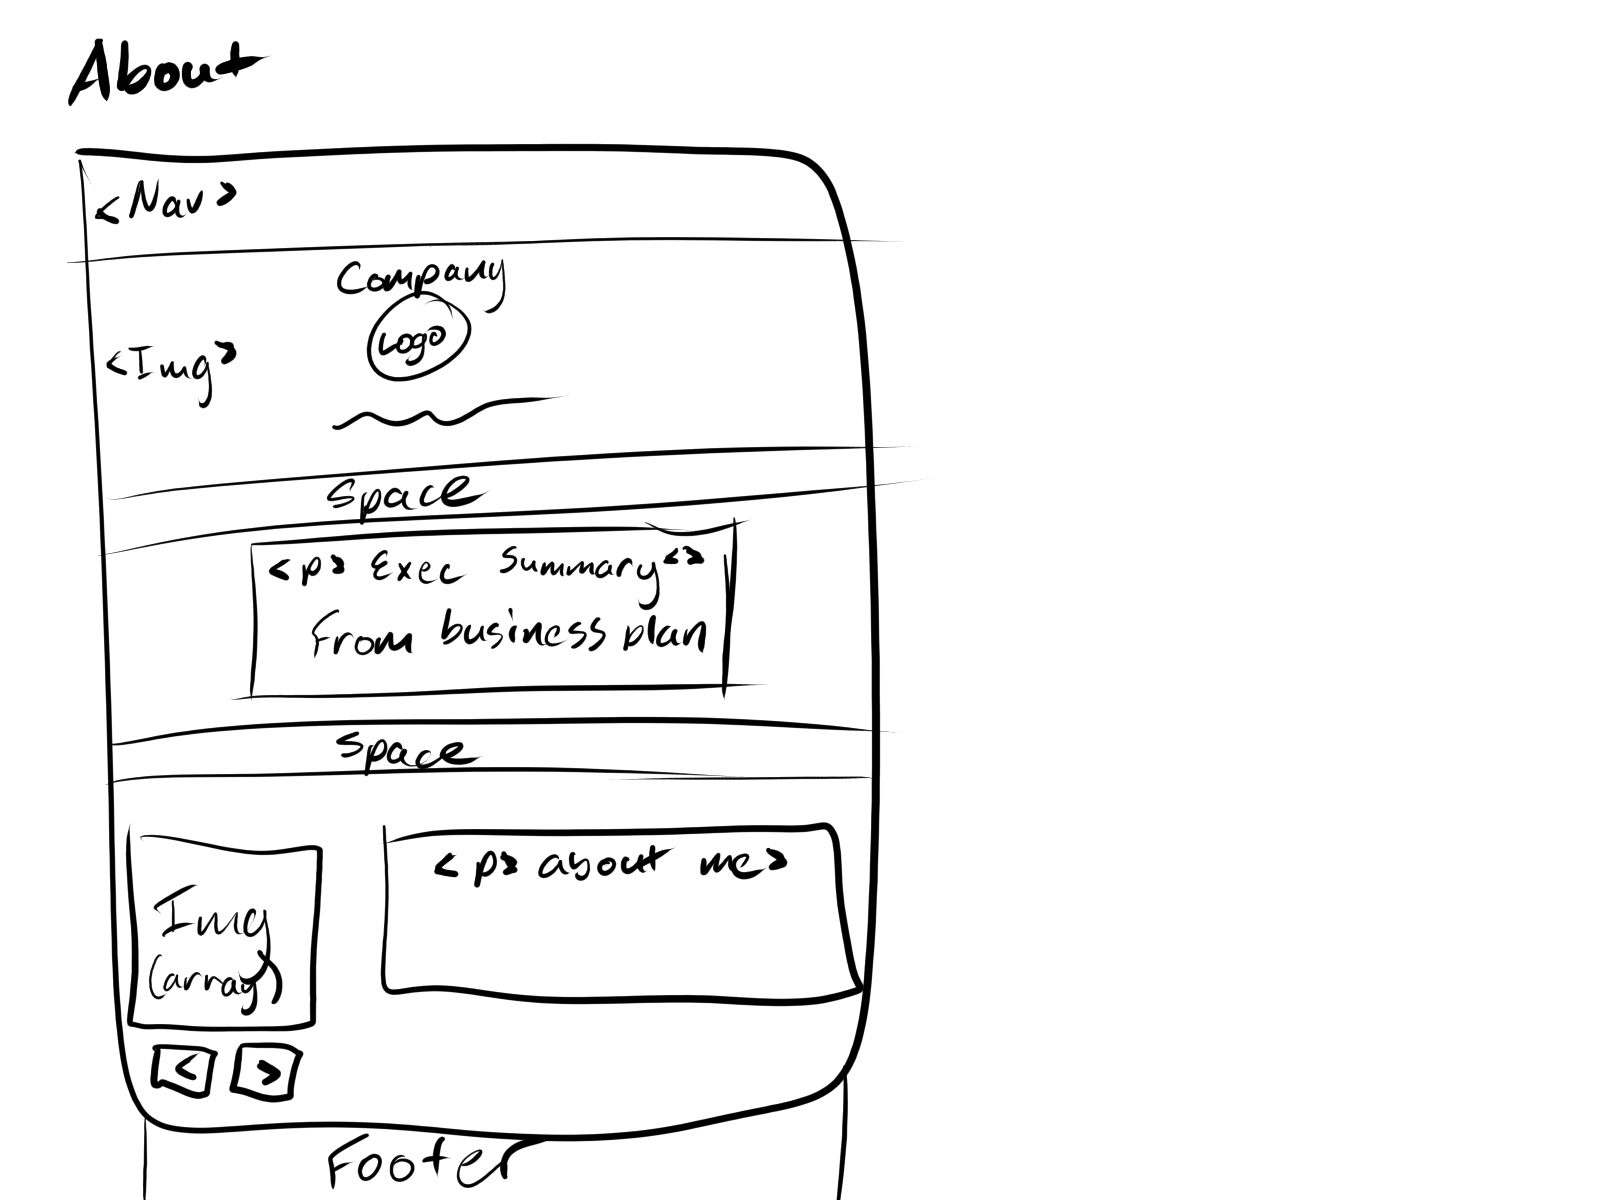 About
<Nav>
Company
Logo
<Img>
space
<p> Exec Summary<>
From business plan
space
<p> about me>
Img
(array)
< >
Footer